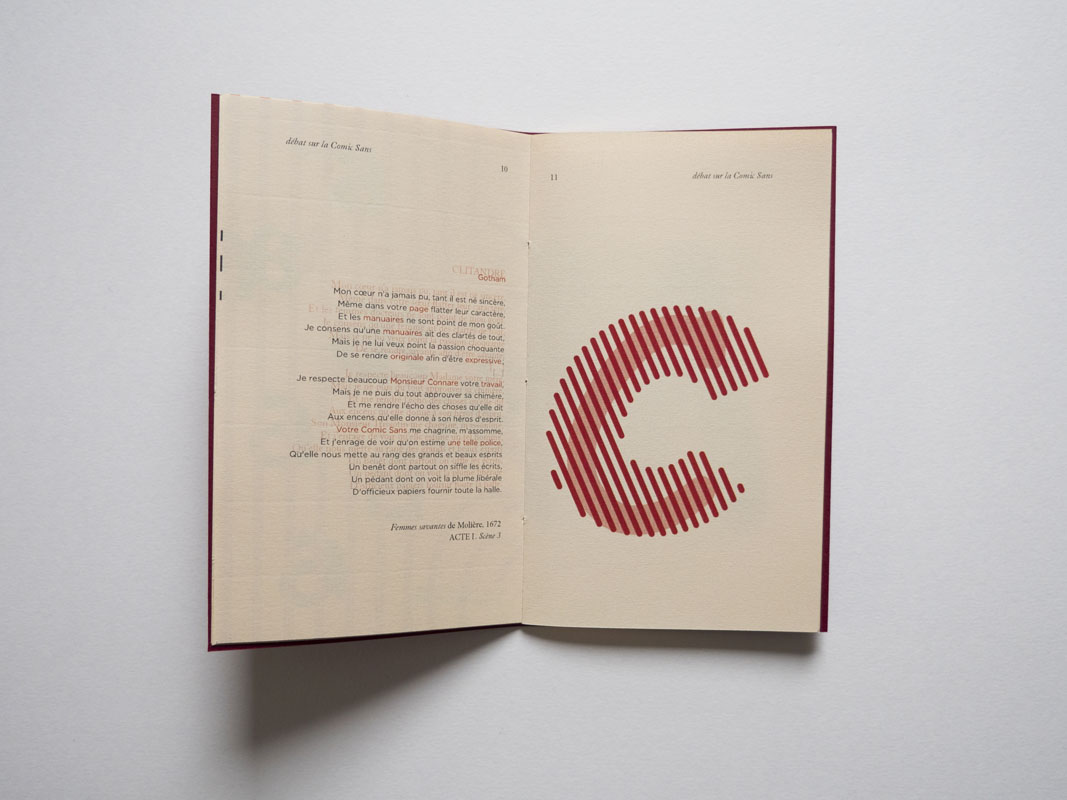 débat sur la Comic Sans
10
CLITANDRE
Gotham
Mon cœur n'a jamais pu, tant il est né sincère,
Même dans votre page flatter leur caractère,
Et les manuaires ne sont point de mon goût.
Je consens qu'une manuaires ait des clartés de tout,
Mais je ne lui veux point la passion choquante
De se rendre originale afin d'être expressive;
Je respecte beaucoup Monsieur Connare votre travail,
Mais je ne puis du tout approuver sa chimère,
Et me rendre l'écho des choses qu'elle dit
Aux encens qu'elle donne à son héros d'esprit.
Votre Comic Sans me chagrine, m'assomme,
Et j'enrage de voir qu'on estime une telle police,
Qu'elle nous mette au rang des grands et beaux esprits
Un benêt dont partout on siffle les écrits,
Un pédant dont on voit la plume libérale
D'officieux papiers fournir toute la halle.
Femmes savantes de Molière, 1672
ACTE I. Scène 3
11
débat sur la Comic Sans
C